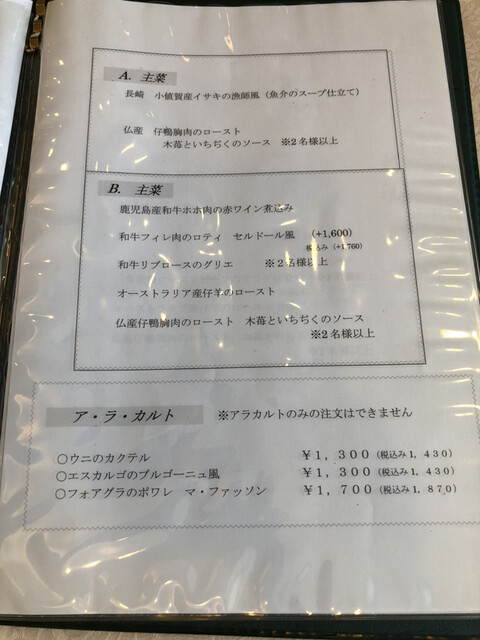 A. 主菜
長崎 小値賀産イサキの漁師風（魚介のスープ仕立て）
仏産 仔鴨胸肉のロースト
木苺といちぢくのソース ※２名様以上
B. 主菜
鹿児島産和牛ホホ肉の赤ワイン煮込み
和牛フィレ肉のロティ セルドール風 (+1,600)
税込み（+1,760）
和牛リブロースのグリエ ※２名様以上
オーストラリア産仔羊のロースト
仏産仔鴨胸肉のロースト 木苺といちぢくのソース
※２名様以上
ア・ラ・カルト ※アラカルトのみの注文はできません
○ウニのカクテル ￥１，３００（税込み１，４３０）
○エスカルゴのブルゴーニュ風 ￥１，３００（税込み１，４３０）
○フォアグラのポワレ マ・ファッソン ￥１，７００（税込み１，８７０）